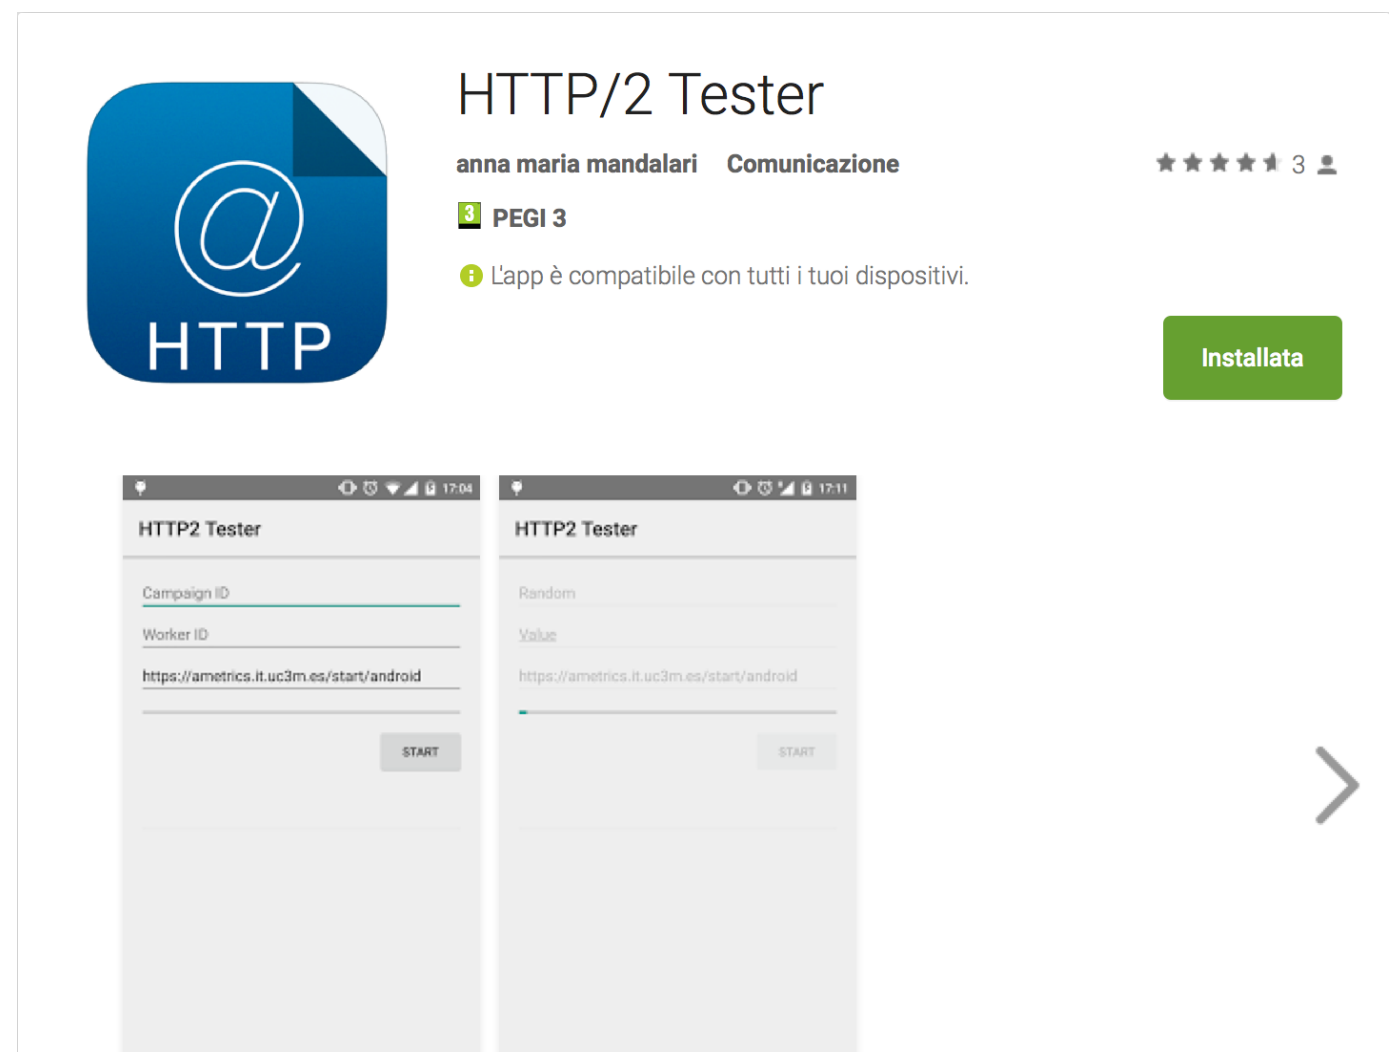 HTTP/2 Tester
anna maria mandalari Comunicazione
3
3 PEGI 3
L'app è compatibile con tutti i tuoi dispositivi.
@
HTTP
Installata
17:04
HTTP2 Tester
Campaign ID
Worker ID
https://ametrics.it.uc3m.es/start/android
START
17:11
HTTP2 Tester
Random
Value
https://ametrics.it.uc3m.es/start/android
START